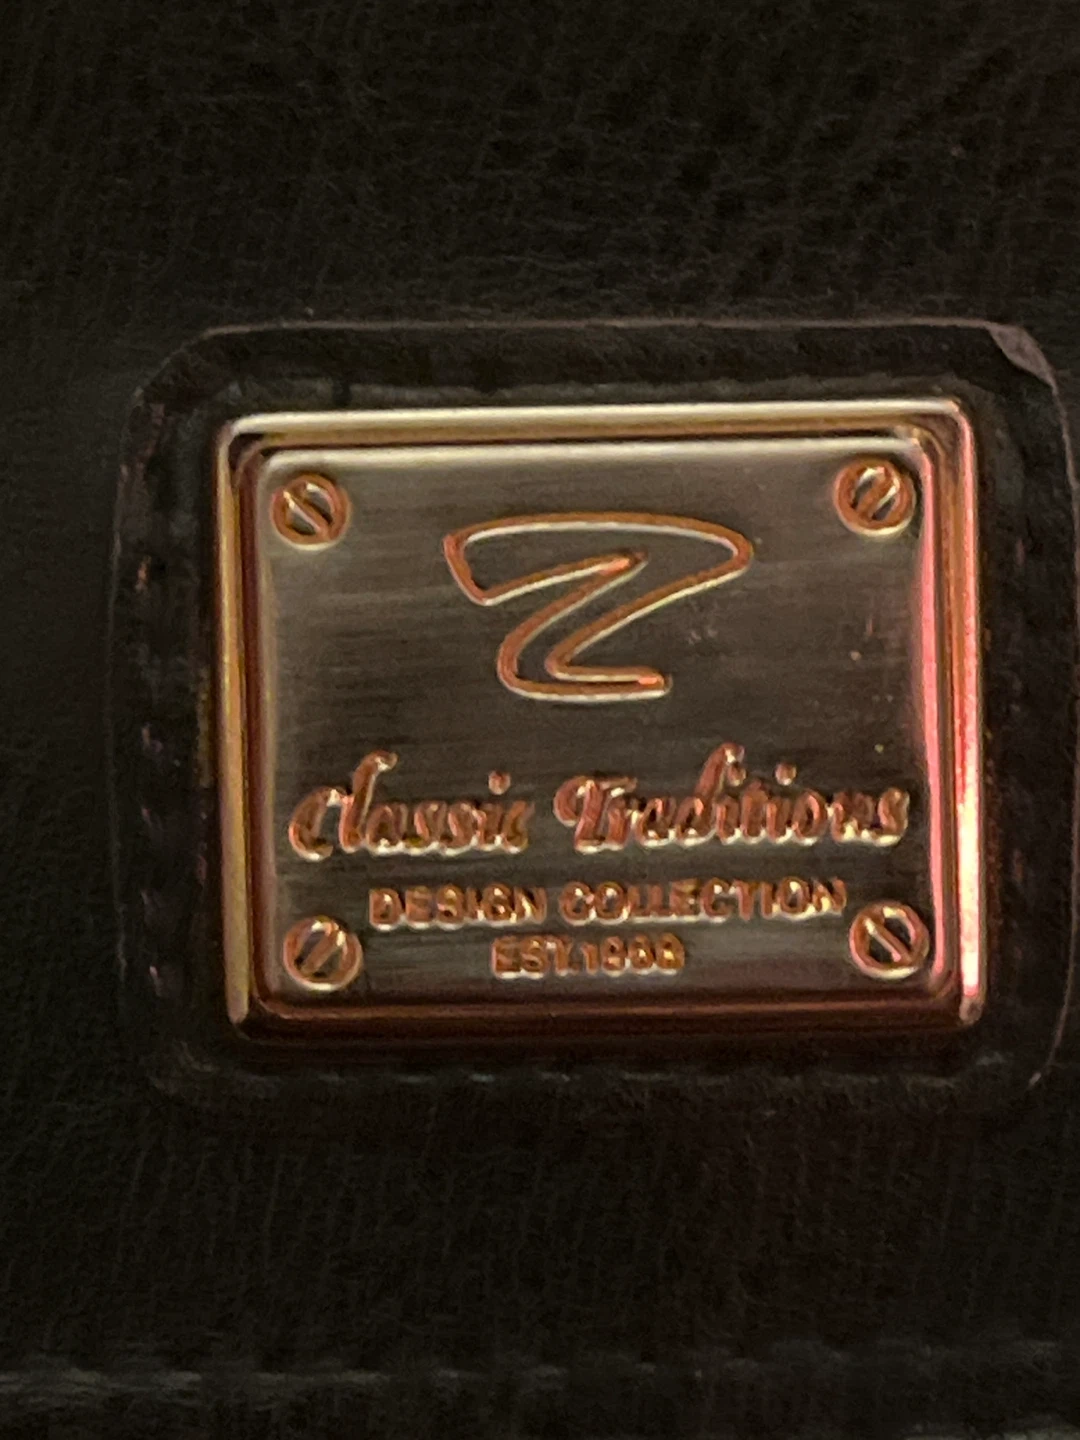 Z
Classic Traditions
DESIGN COLLECTION
EST.